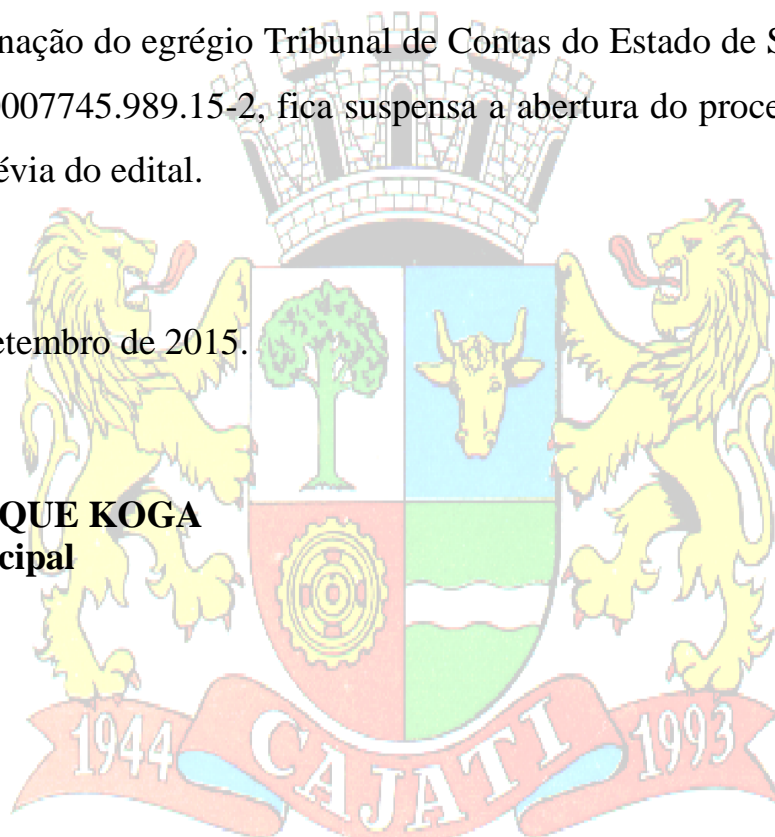 nação do egrégio Tribunal de Contas do Estado de S
007745.989.15-2, fica suspensa a abertura do proce
évia do edital.
etembro de 2015.
QUE KOGA
cipal
1944 CAJATI 1993